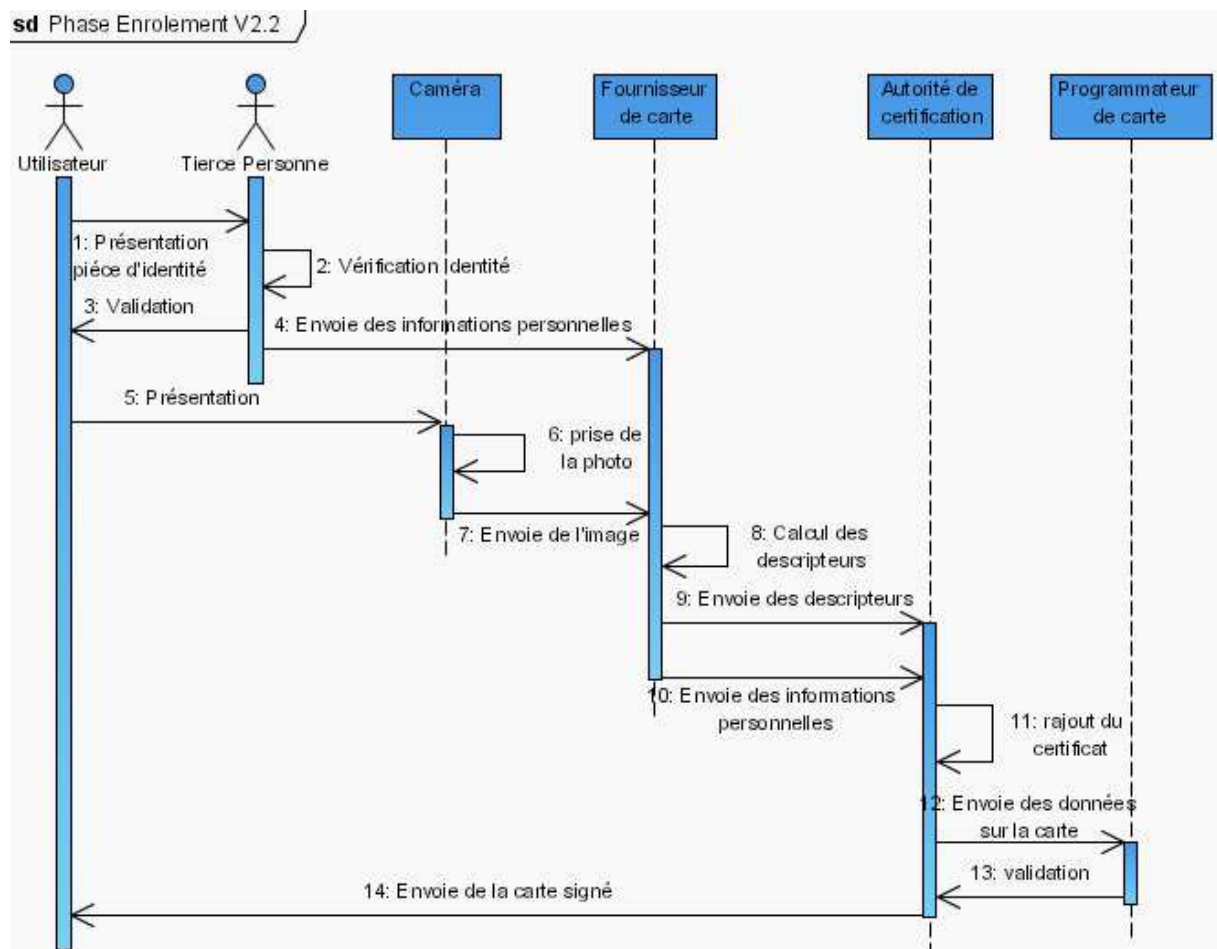 sd Phase Enrolement V2.2
Utilisateur
Tierce Personne
Caméra
Fournisseur
de carte
Autorité de
certification
Programmateur
de carte
1: Présentation
piéce d'identité
2: Vérification Identité
3: Validation
4: Envoie des informations personnelles
5: Présentation
6: prise de
la photo
7: Envoie de l'image
8: Calcul des
descripteurs
9: Envoie des descripteurs
10: Envoie des informations
personnelles
11: rajout du
certificat
12: Envoie des données
sur la carte
13: validation
14: Envoie de la carte signé